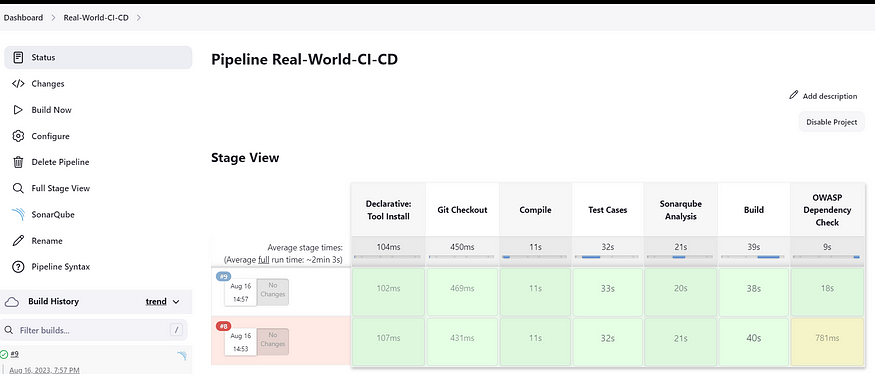 Dashboard > Real-World-CI-CD >
Status
Changes
Build Now
Configure
Delete Pipeline
Full Stage View
SonarQube
Rename
Pipeline Syntax
Build History trend
Filter builds... /
#9
Aug 16, 2023, 7:57 PM
Pipeline Real-World-CI-CD
Add description
Disable Project
Stage View
Declarative: Tool Install
Git Checkout
Compile
Test Cases
Sonarqube Analysis
Build
OWASP Dependency Check
Average stage times:
(Average full run time: ~2min 3s)
104ms 450ms 11s 32s 21s 39s 9s
#9
Aug 16
14:57
No Changes
102ms 469ms 11s 33s 20s 38s 18s
#8
Aug 16
14:53
No Changes
107ms 431ms 11s 32s 21s 40s 781ms